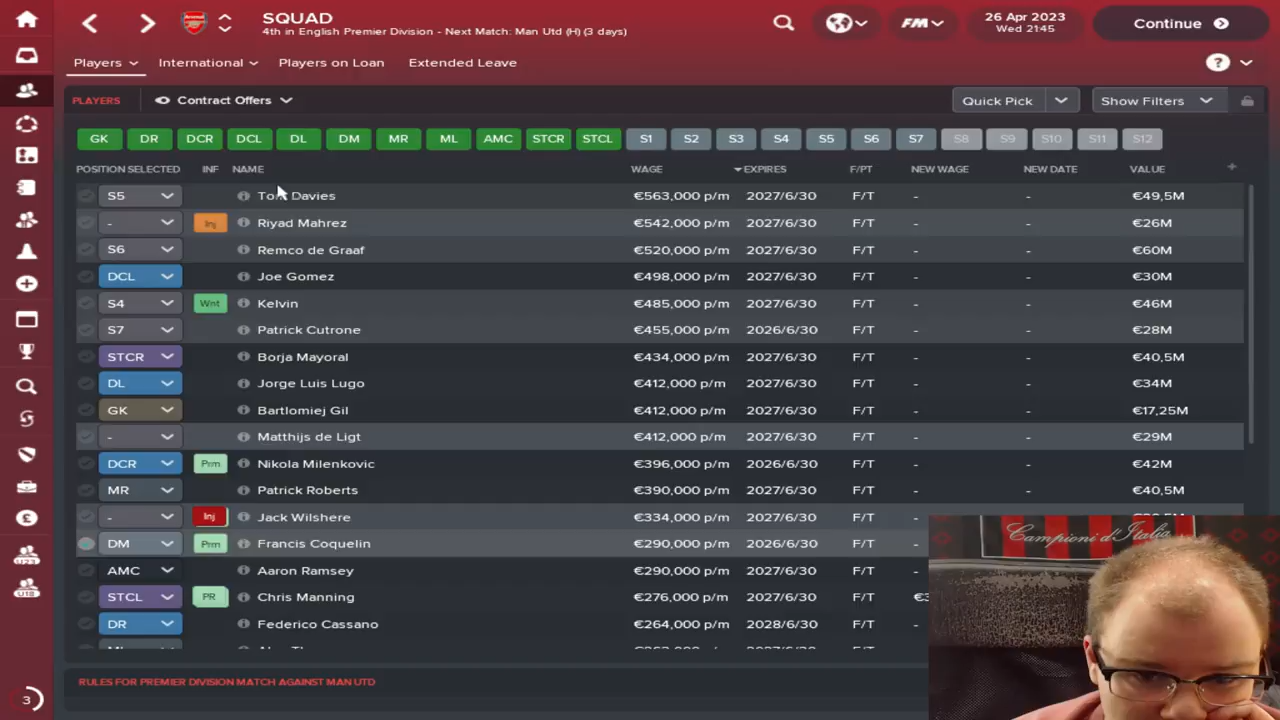 SQUAD
4th in English Premier Division - Next Match: Man Utd (H) (3 days)
FM
26 Apr 2023
Wed 21:45
Continue
Players
International
Players on Loan
Extended Leave
?
PLAYERS
Contract Offers
Quick Pick
Show Filters
GK DR DCR DCL DL DM MR ML AMC STCR STCL S1 S2 S3 S4 S5 S6 S7 S8 S9 S10 S11 S12
POSITION SELECTED INF NAME WAGE EXPIRES F/PT NEW WAGE NEW DATE VALUE
S5 Tom Davies €563,000 p/m 2027/6/30 F/T - - €49,5M
- Inj Riyad Mahrez €542,000 p/m 2027/6/30 F/T - - €26M
S6 Remco de Graaf €520,000 p/m 2027/6/30 F/T - - €60M
DCL Joe Gomez €498,000 p/m 2027/6/30 F/T - - €30M
S4 Wnt Kelvin €485,000 p/m 2027/6/30 F/T - - €46M
S7 Patrick Cutrone €455,000 p/m 2026/6/30 F/T - - €28M
STCR Borja Mayoral €434,000 p/m 2027/6/30 F/T - - €40,5M
DL Jorge Luis Lugo €412,000 p/m 2027/6/30 F/T - - €34M
GK Bartlomiej Gil €412,000 p/m 2027/6/30 F/T - - €17,25M
- Matthijs de Ligt €412,000 p/m 2027/6/30 F/T - - €29M
DCR Prm Nikola Milenkovic €396,000 p/m 2026/6/30 F/T - - €42M
MR Patrick Roberts €390,000 p/m 2027/6/30 F/T - - €40,5M
- Inj Jack Wilshere €334,000 p/m 2027/6/30 F/T - -
DM Prm Francis Coquelin €290,000 p/m 2026/6/30 F/T -
AMC Aaron Ramsey €290,000 p/m 2027/6/30 F/T -
STCL PR Chris Manning €276,000 p/m 2027/6/30 F/T
DR Federico Cassano €264,000 p/m 2028/6/30 F/T -
RULES FOR PREMIER DIVISION MATCH AGAINST MAN UTD
Campioni d'Italia
U23
U18
3